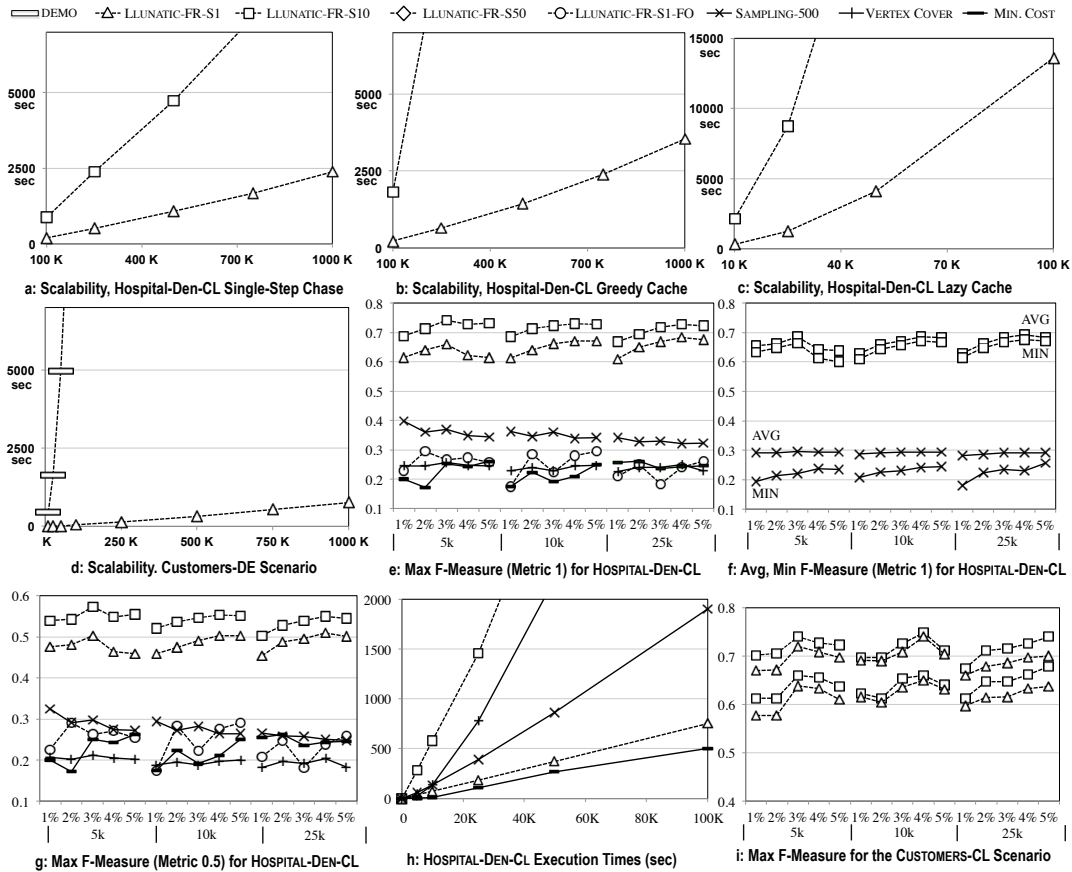 DEMO LLUNATIC-FR-S1 LLUNATIC-FR-S10 LLUNATIC-FR-S50 LLUNATIC-FR-S1-FO SAMPLING-500 VERTEX COVER MIN. COST
5000 sec
2500 sec
0
100 K 400 K 700 K 1000 K
a: Scalability, Hospital-Den-CL Single-Step Chase
5000 sec
2500 sec
0
100 K 400 K 700 K 1000 K
b: Scalability, Hospital-Den-CL Greedy Cache
15000 sec
10000 sec
5000 sec
0
10 K 40 K 70 K 100 K
c: Scalability, Hospital-Den-CL Lazy Cache
5000 sec
2500 sec
0
K 250 K 500 K 750 K 1000 K
d: Scalability. Customers-DE Scenario
0.8
0.7
0.6
0.5
0.4
0.3
0.2
0.1
1% 2% 3% 4% 5% 1% 2% 3% 4% 5% 1% 2% 3% 4% 5%
5k 10k 25k
e: Max F-Measure (Metric 1) for HOSPITAL-DEN-CL
0.8
0.7
0.6
0.5
0.4
0.3
0.2
0.1
AVG
MIN
AVG
MIN
1% 2% 3% 4% 5% 1% 2% 3% 4% 5% 1% 2% 3% 4% 5%
5k 10k 25k
f: Avg, Min F-Measure (Metric 1) for HOSPITAL-DEN-CL
0.6
0.5
0.4
0.3
0.2
0.1
1% 2% 3% 4% 5% 1% 2% 3% 4% 5% 1% 2% 3% 4% 5%
5k 10k 25k
g: Max F-Measure (Metric 0.5) for HOSPITAL-DEN-CL
2000
1500
1000
500
0
0 20K 40K 60K 80K 100K
h: HOSPITAL-DEN-CL Execution Times (sec)
0.8
0.7
0.6
0.5
0.4
1% 2% 3% 4% 5% 1% 2% 3% 4% 5% 1% 2% 3% 4% 5%
5k 10k 25k
i: Max F-Measure for the CUSTOMERS-CL Scenario